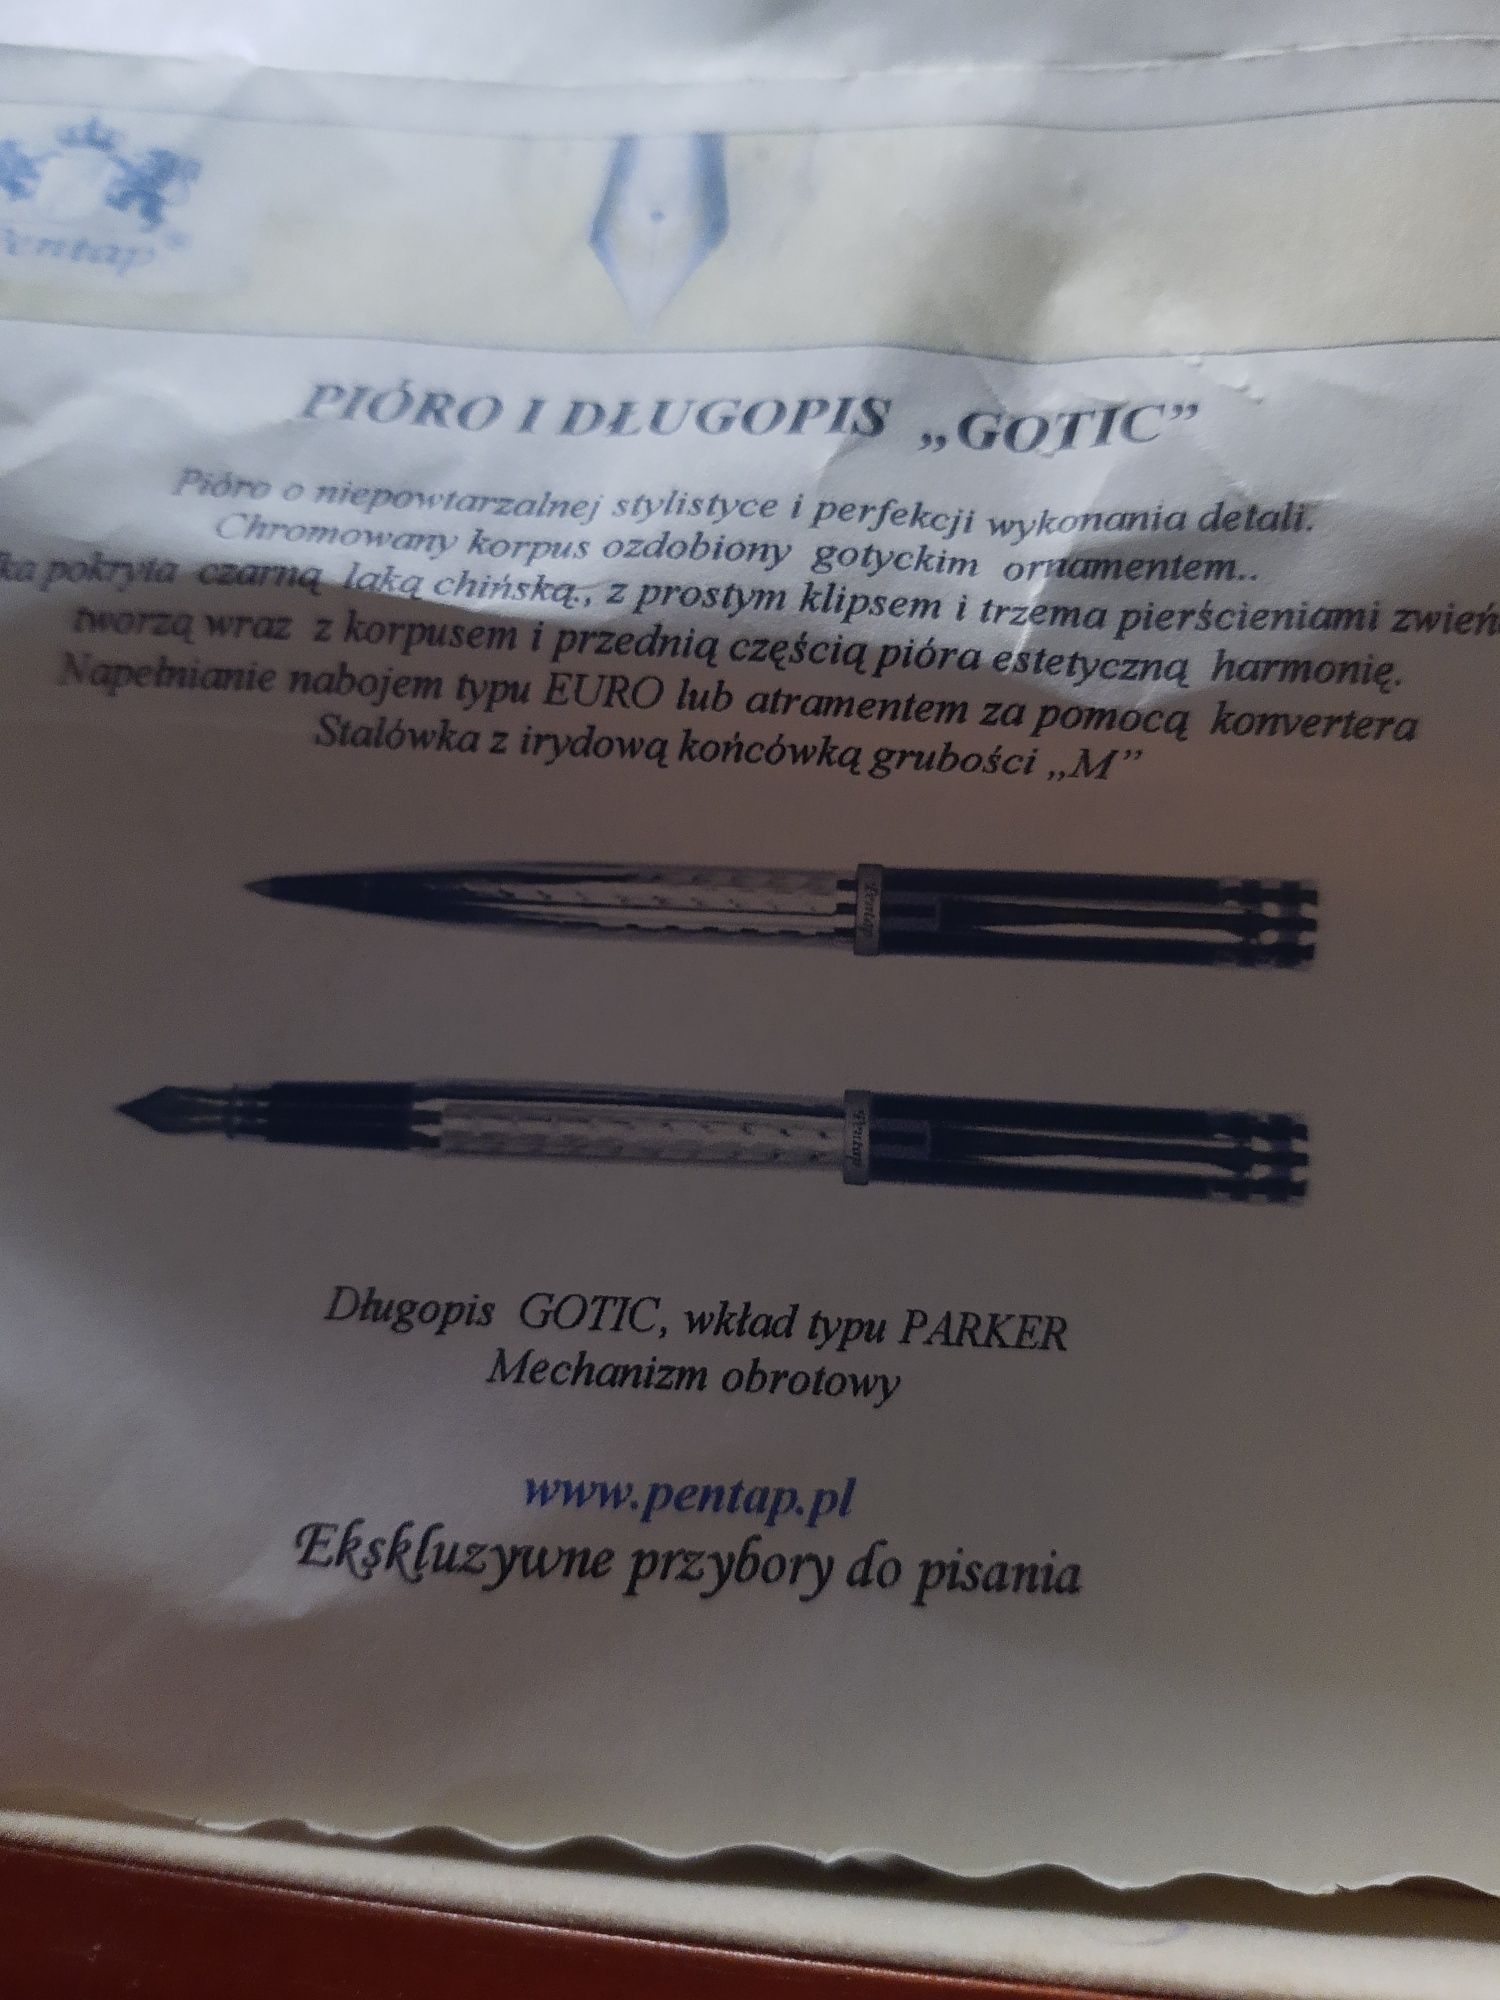 Pentap®
PIÓRO I DŁUGOPIS „GOTIC”
Pióro o niepowtarzalnej stylistyce i perfekcji wykonania detali.
Chromowany korpus ozdobiony gotyckim ornamentem..
pokryta czarną laką chińską., z prostym klipsem i trzema pierścieniami
tworzą wraz z korpusem i przednią częścią pióra estetyczną harmonię.
Napełnianie nabojem typu EURO lub atramentem za pomocą konwertera
Stalówka z irydową końcówką grubości „M”
Pentap
Pentap
Długopis GOTIC, wkład typu PARKER
Mechanizm obrotowy
www.pentap.pl
Ekskluzywne przybory do pisania